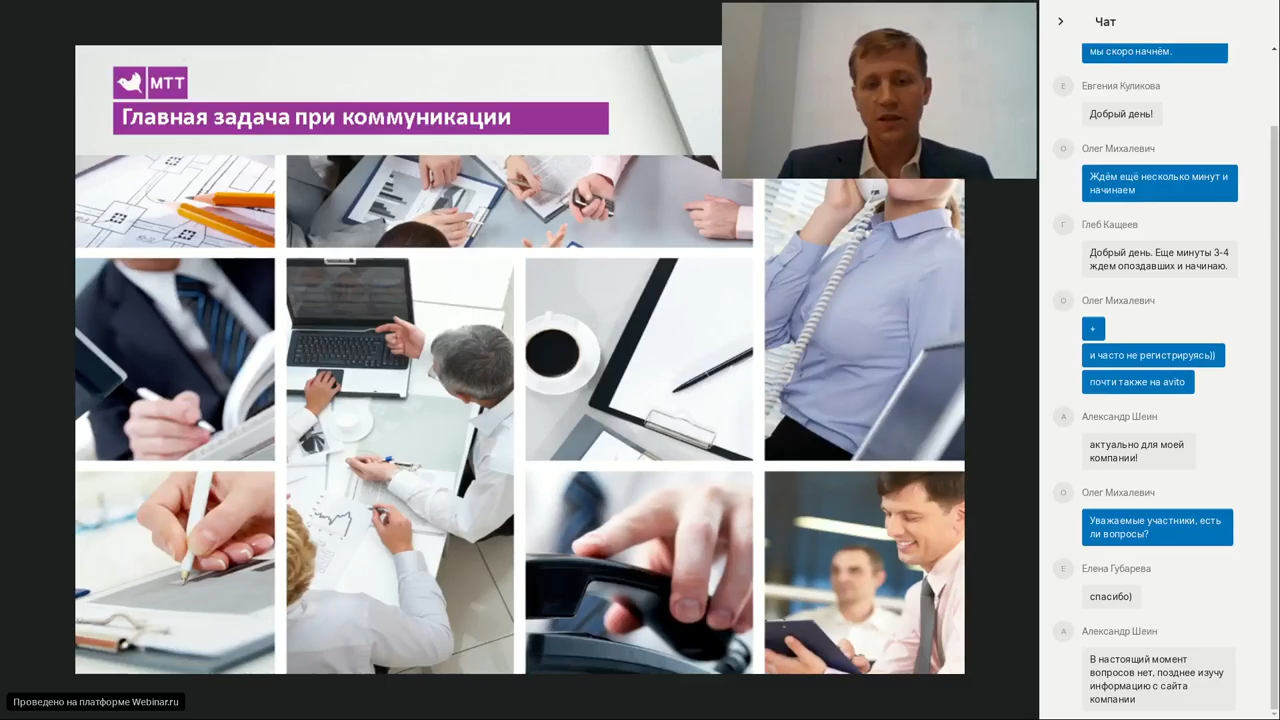 МТТ
Главная задача при коммуникации
Чат
мы скоро начнём.
Е
Евгения Куликова
Добрый день!
О
Олег Михалевич
Ждём ещё несколько минут и
начинаем
Г
Глеб Кащеев
Добрый день. Еще минуты 3-4
ждем опоздавших и начинаю.
О
Олег Михалевич
+
и часто не регистрируясь))
почти также на avito
А
Александр Шеин
актуально для моей
компании!
О
Олег Михалевич
Уважаемые участники, есть
ли вопросы?
Е
Елена Губарева
спасибо)
А
Александр Шеин
В настоящий момент
вопросов нет, позднее изучу
информацию с сайта
компании
Проведено на платформе Webinar.ru